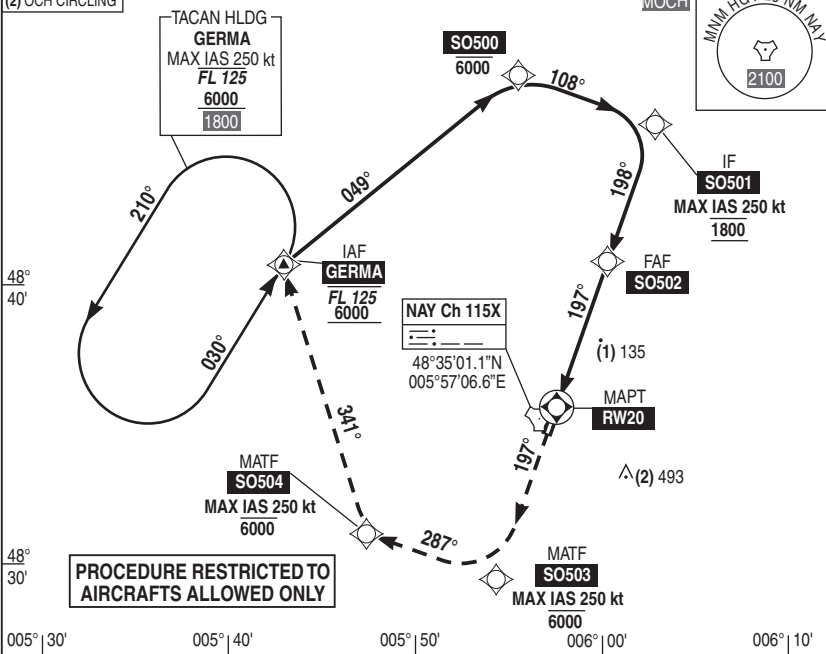 (2) OCH CIRCLING
TACAN HLDG
GERMA
MAX IAS 250 kt
FL 125
6000
1800
MOCH
NAY
2100
SO500
6000
108°
049°
210°
030°
198°
IF
SO501
MAX IAS 250 kt
1800
IAF
GERMA
FL 125
6000
FAF
SO502
197°
NAY Ch 115X
48°35'01.1"N
005°57'06.6"E
(1) 135
MAPT
RW20
(2) 493
341°
197°
MATF
SO504
MAX IAS 250 kt
6000
287°
MATF
SO503
MAX IAS 250 kt
6000
PROCEDURE RESTRICTED TO
AIRCRAFTS ALLOWED ONLY
48°
40'
48°
30'
005° 30'
005° 40'
005° 50'
006° 00'
006° 10'